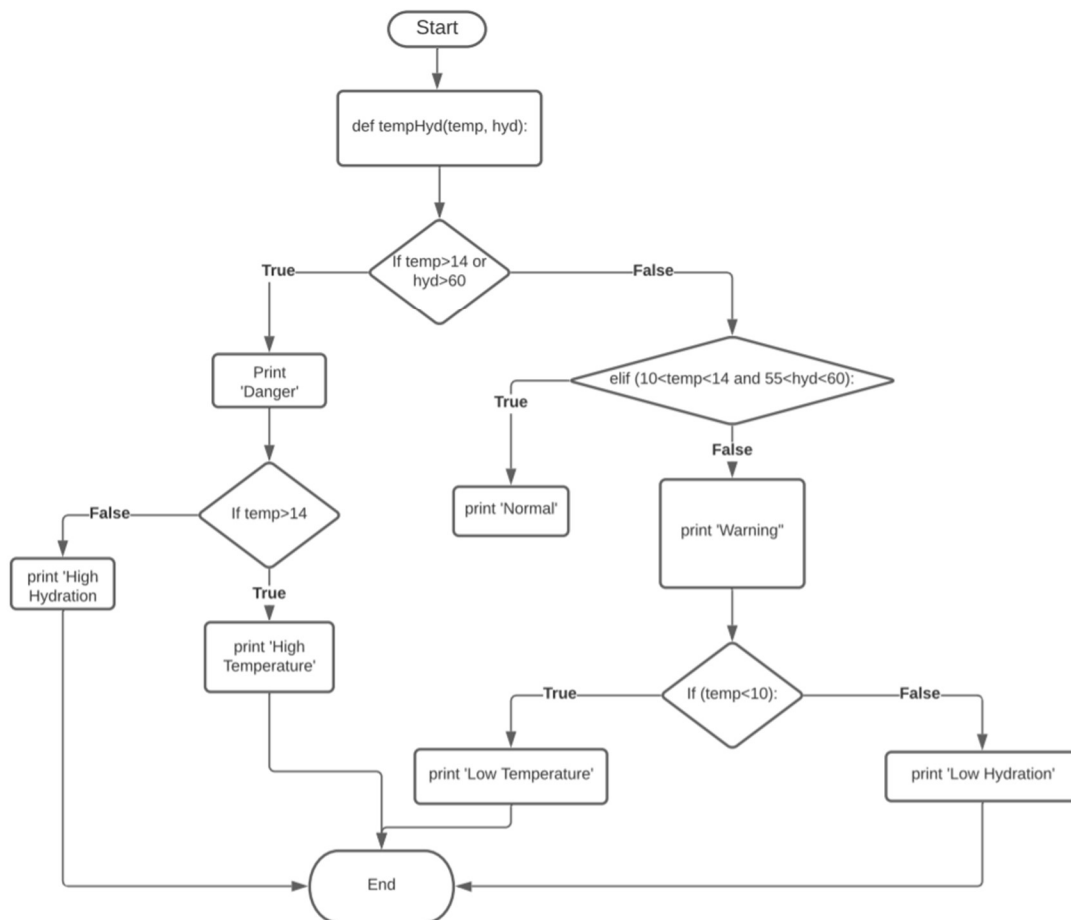 Start
def tempHyd(temp, hyd):
If temp>14 or
hyd>60
True
False
Print
'Danger'
elif (10<temp<14 and 55<hyd<60):
True
False
If temp>14
False
print 'Normal'
print 'Warning"
print 'High
Hydration
True
print 'High
Temperature'
If (temp<10):
True
False
print 'Low Temperature'
print 'Low Hydration'
End